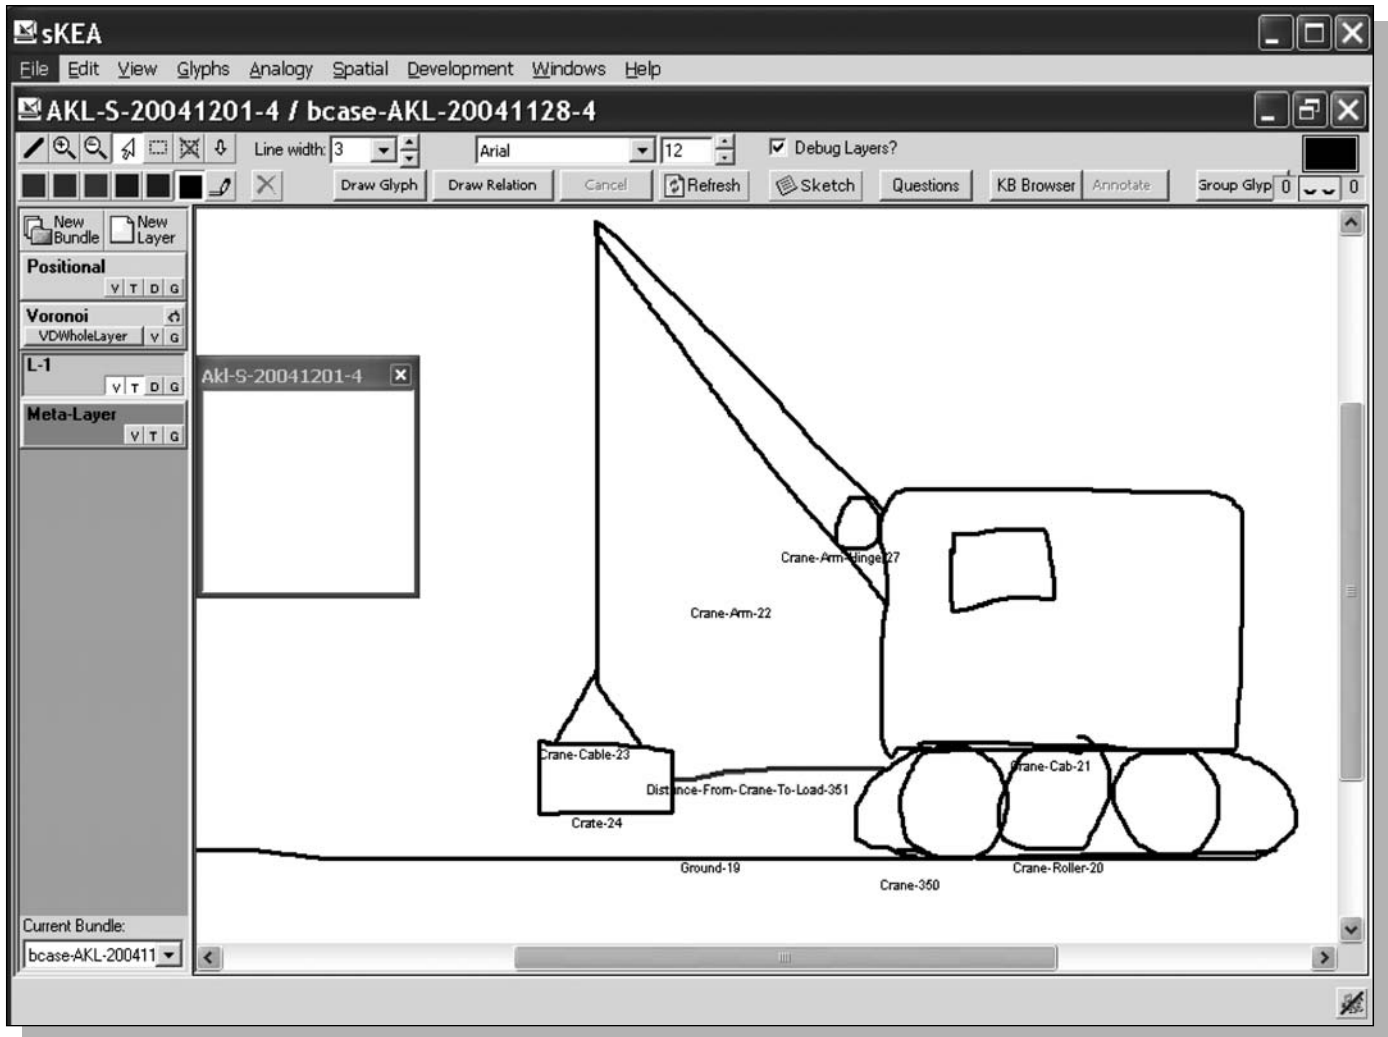 sKEA
File Edit View Glyphs Analogy Spatial Development Windows Help
AKL-S-20041201-4 / bcase-AKL-20041128-4
Line width: 3 Arial 12 Debug Layers?
Draw Glyph Draw Relation Cancel Refresh Sketch Questions KB Browser Annotate Group Glyp 0 0
New Bundle New Layer
Positional
V T D G
Voronoi
VDWholeLayer V G
L-1
V T D G
Meta-Layer
V T G
Akl-S-20041201-4
Crane-Arm-Hinge-27
Crane-Arm-22
Crane-Cable-23
Crane-Cab-21
Distance-From-Crane-To-Load-351
Crate-24
Ground-19
Crane-Roller-20
Crane-350
Current Bundle:
bcase-AKL-200411